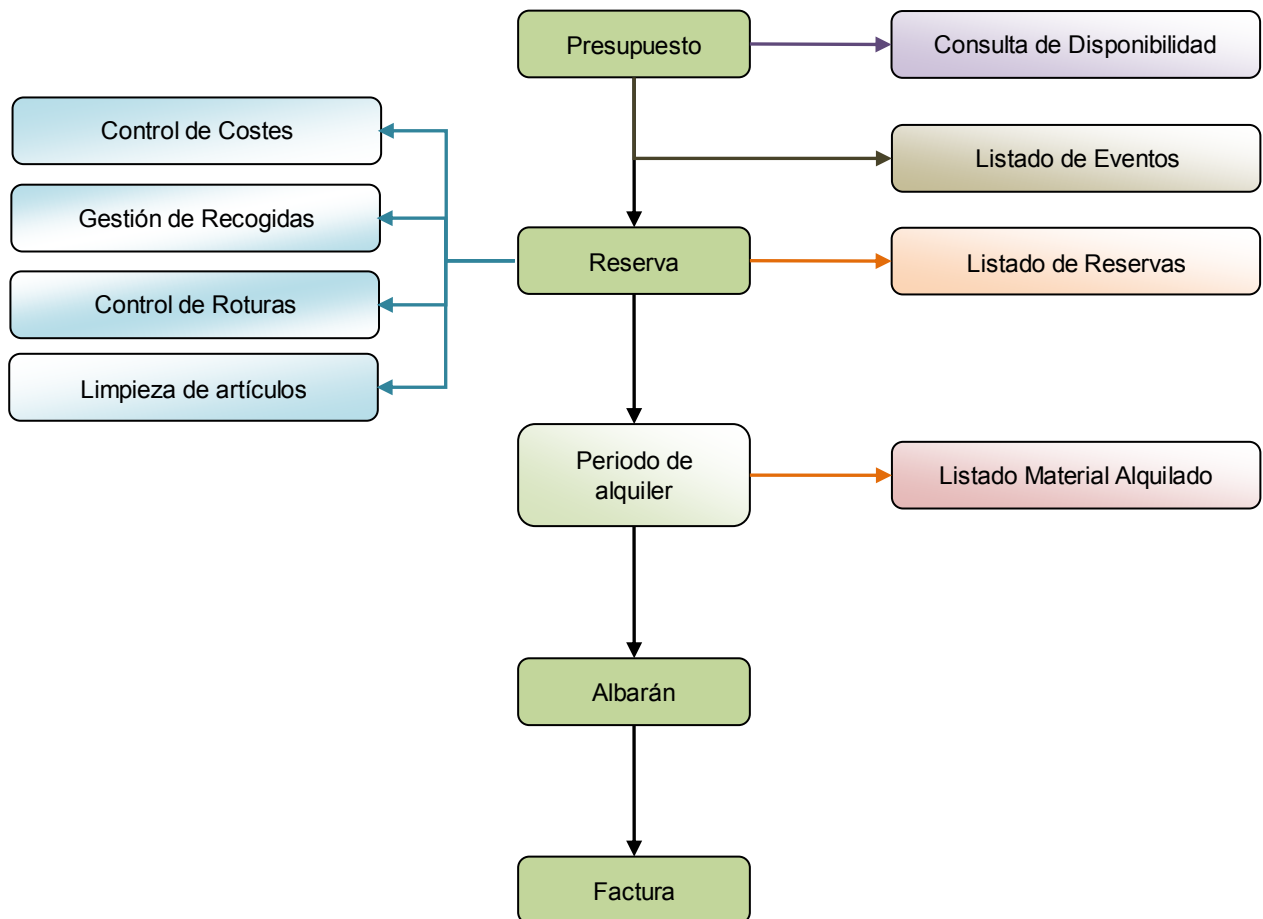 Presupuesto
Consulta de Disponibilidad
Control de Costes
Listado de Eventos
Gestión de Recogidas
Reserva
Listado de Reservas
Control de Roturas
Limpieza de artículos
Periodo de
alquiler
Listado Material Alquilado
Albarán
Factura